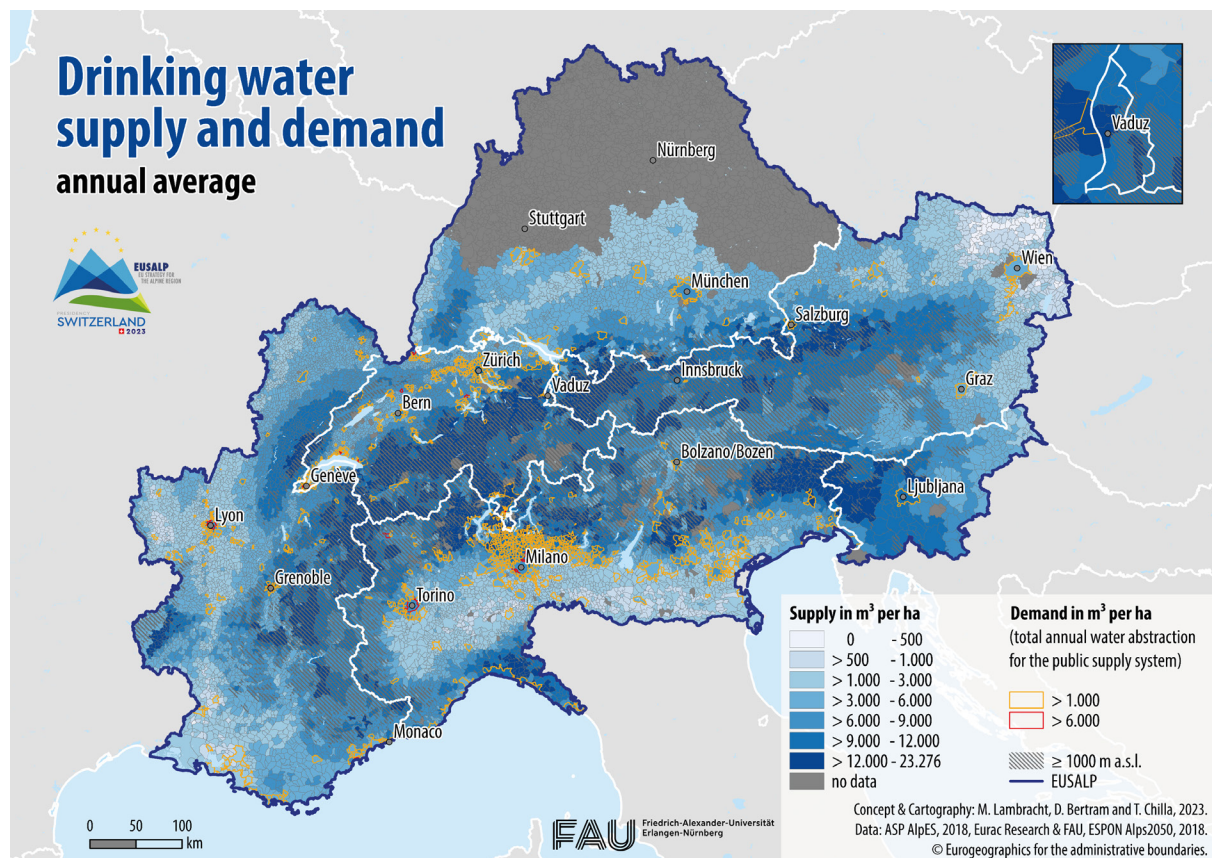 Drinking water
supply and demand
annual average
EUSALP
EU STRATEGY FOR
THE ALPINE REGION
PRESIDENCY
SWITZERLAND
2023
Nürnberg
Stuttgart
München
Wien
Salzburg
Zürich
Innsbruck
Vaduz
Graz
Bern
Bolzano/Bozen
Genève
Ljubljana
Lyon
Milano
Grenoble
Torino
Monaco
Vaduz
Supply in m³ per ha
0 - 500
> 500 - 1.000
> 1.000 - 3.000
> 3.000 - 6.000
> 6.000 - 9.000
> 9.000 - 12.000
> 12.000 - 23.276
no data
Demand in m³ per ha
(total annual water abstraction
for the public supply system)
> 1.000
> 6.000
≥ 1000 m a.s.l.
EUSALP
0 50 100
km
FAU
Friedrich-Alexander-Universität
Erlangen-Nürnberg
Concept & Cartography: M. Lambracht, D. Bertram and T. Chilla, 2023.
Data: ASP AlpES, 2018, Eurac Research & FAU, ESPON Alps2050, 2018.
© Eurogeographics for the administrative boundaries.